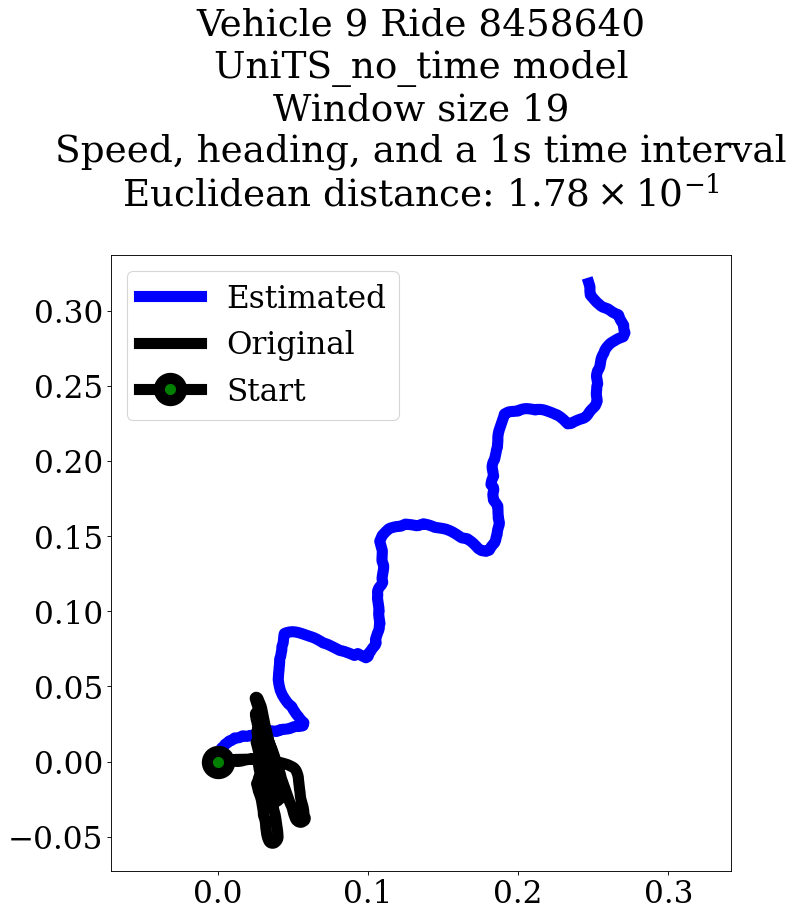 Vehicle 9 Ride 8458640
UniTS_no_time model
Window size 19
Speed, heading, and a 1s time interval
Euclidean distance: 1.78 × 10⁻¹
Estimated
Original
Start
0.30
0.25
0.20
0.15
0.10
0.05
0.00
−0.05
0.0 0.1 0.2 0.3